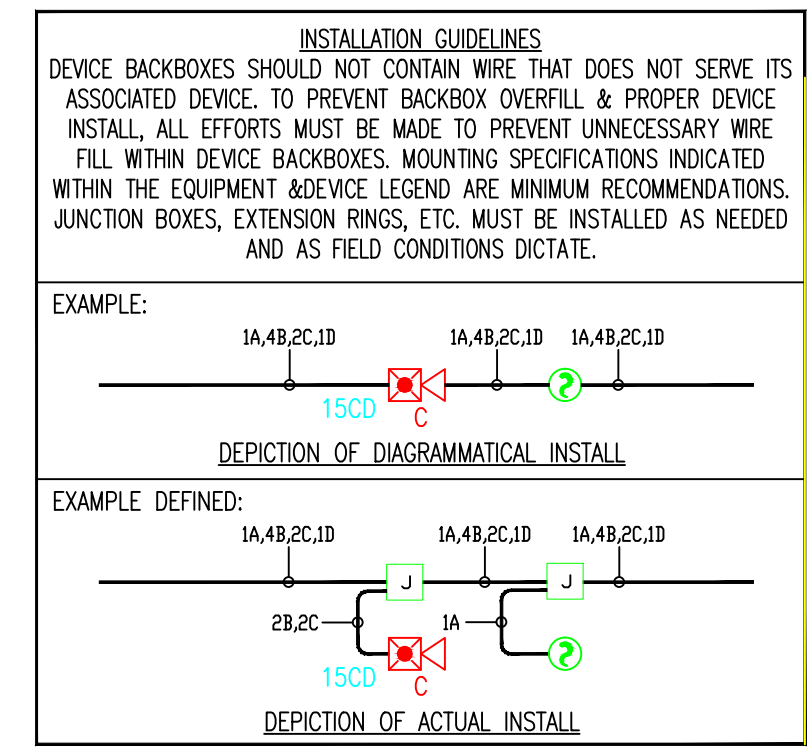 INSTALLATION GUIDELINES
DEVICE BACKBOXES SHOULD NOT CONTAIN WIRE THAT DOES NOT SERVE ITS
ASSOCIATED DEVICE. TO PREVENT BACKBOX OVERFILL & PROPER DEVICE
INSTALL, ALL EFFORTS MUST BE MADE TO PREVENT UNNECESSARY WIRE
FILL WITHIN DEVICE BACKBOXES. MOUNTING SPECIFICATIONS INDICATED
WITHIN THE EQUIPMENT &DEVICE LEGEND ARE MINIMUM RECOMMENDATIONS.
JUNCTION BOXES, EXTENSION RINGS, ETC. MUST BE INSTALLED AS NEEDED
AND AS FIELD CONDITIONS DICTATE.
EXAMPLE:
1A,4B,2C,1D 1A,4B,2C,1D 1A,4B,2C,1D
15CD C
DEPICTION OF DIAGRAMMATICAL INSTALL
EXAMPLE DEFINED:
1A,4B,2C,1D 1A,4B,2C,1D 1A,4B,2C,1D
J J
2B,2C 1A
15CD C
DEPICTION OF ACTUAL INSTALL